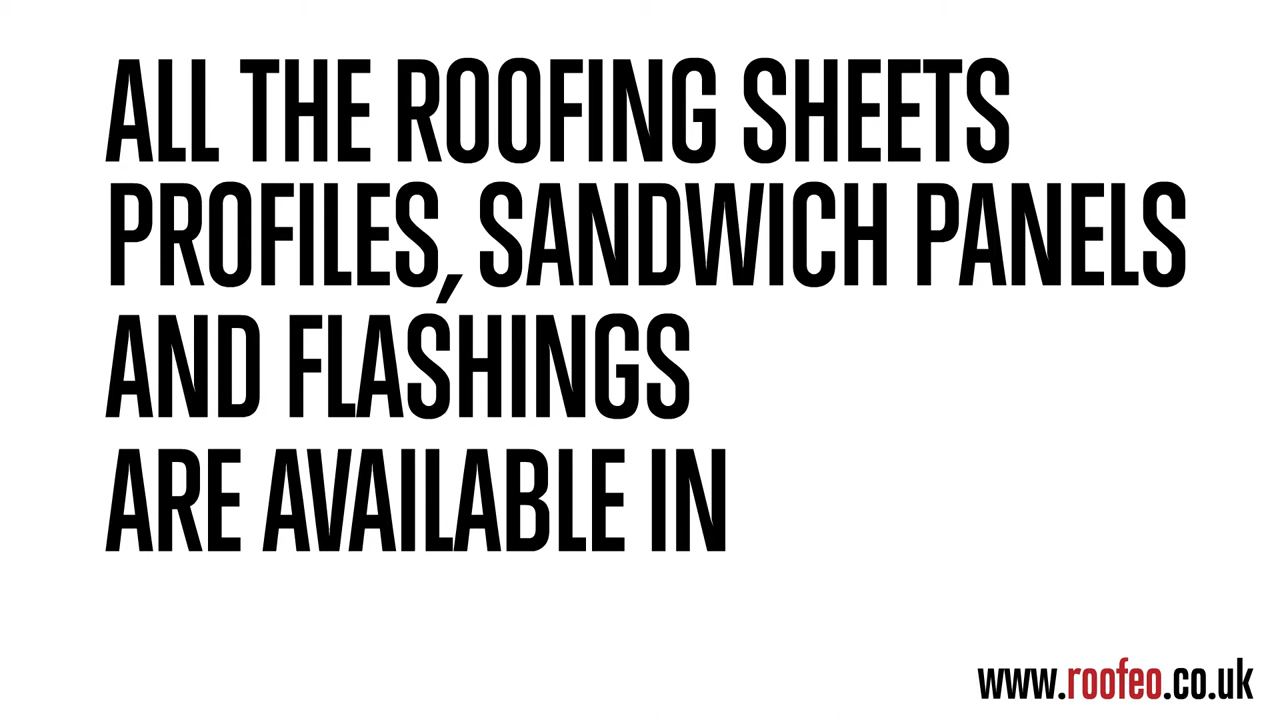 ALL THE ROOFING SHEETS
PROFILES, SANDWICH PANELS
AND FLASHINGS
ARE AVAILABLE IN
www.roofeo.co.uk